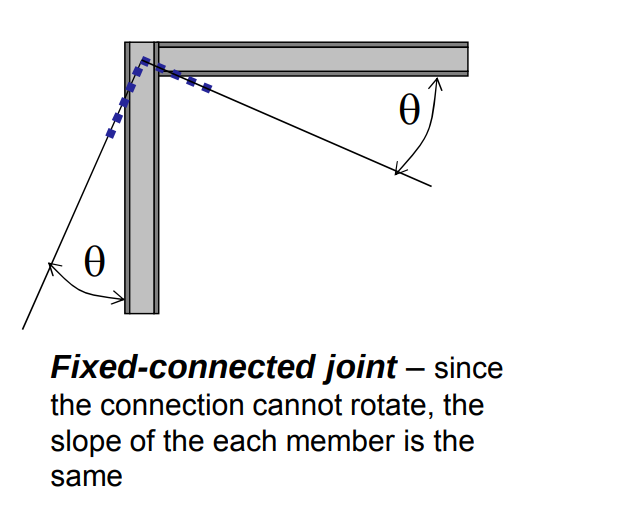 θ
θ
Fixed-connected joint – since
the connection cannot rotate, the
slope of the each member is the
same